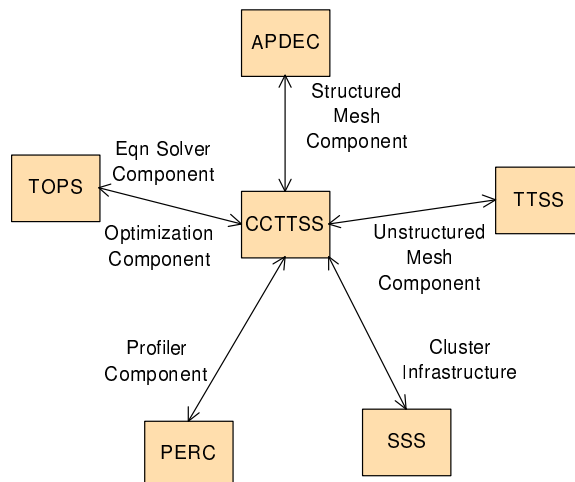 APDEC
Structured
Mesh
Component
Eqn Solver
Component
TOPS
CCTTSS
TTSS
Optimization
Component
Unstructured
Mesh
Component
Profiler
Component
Cluster
Infrastructure
PERC
SSS